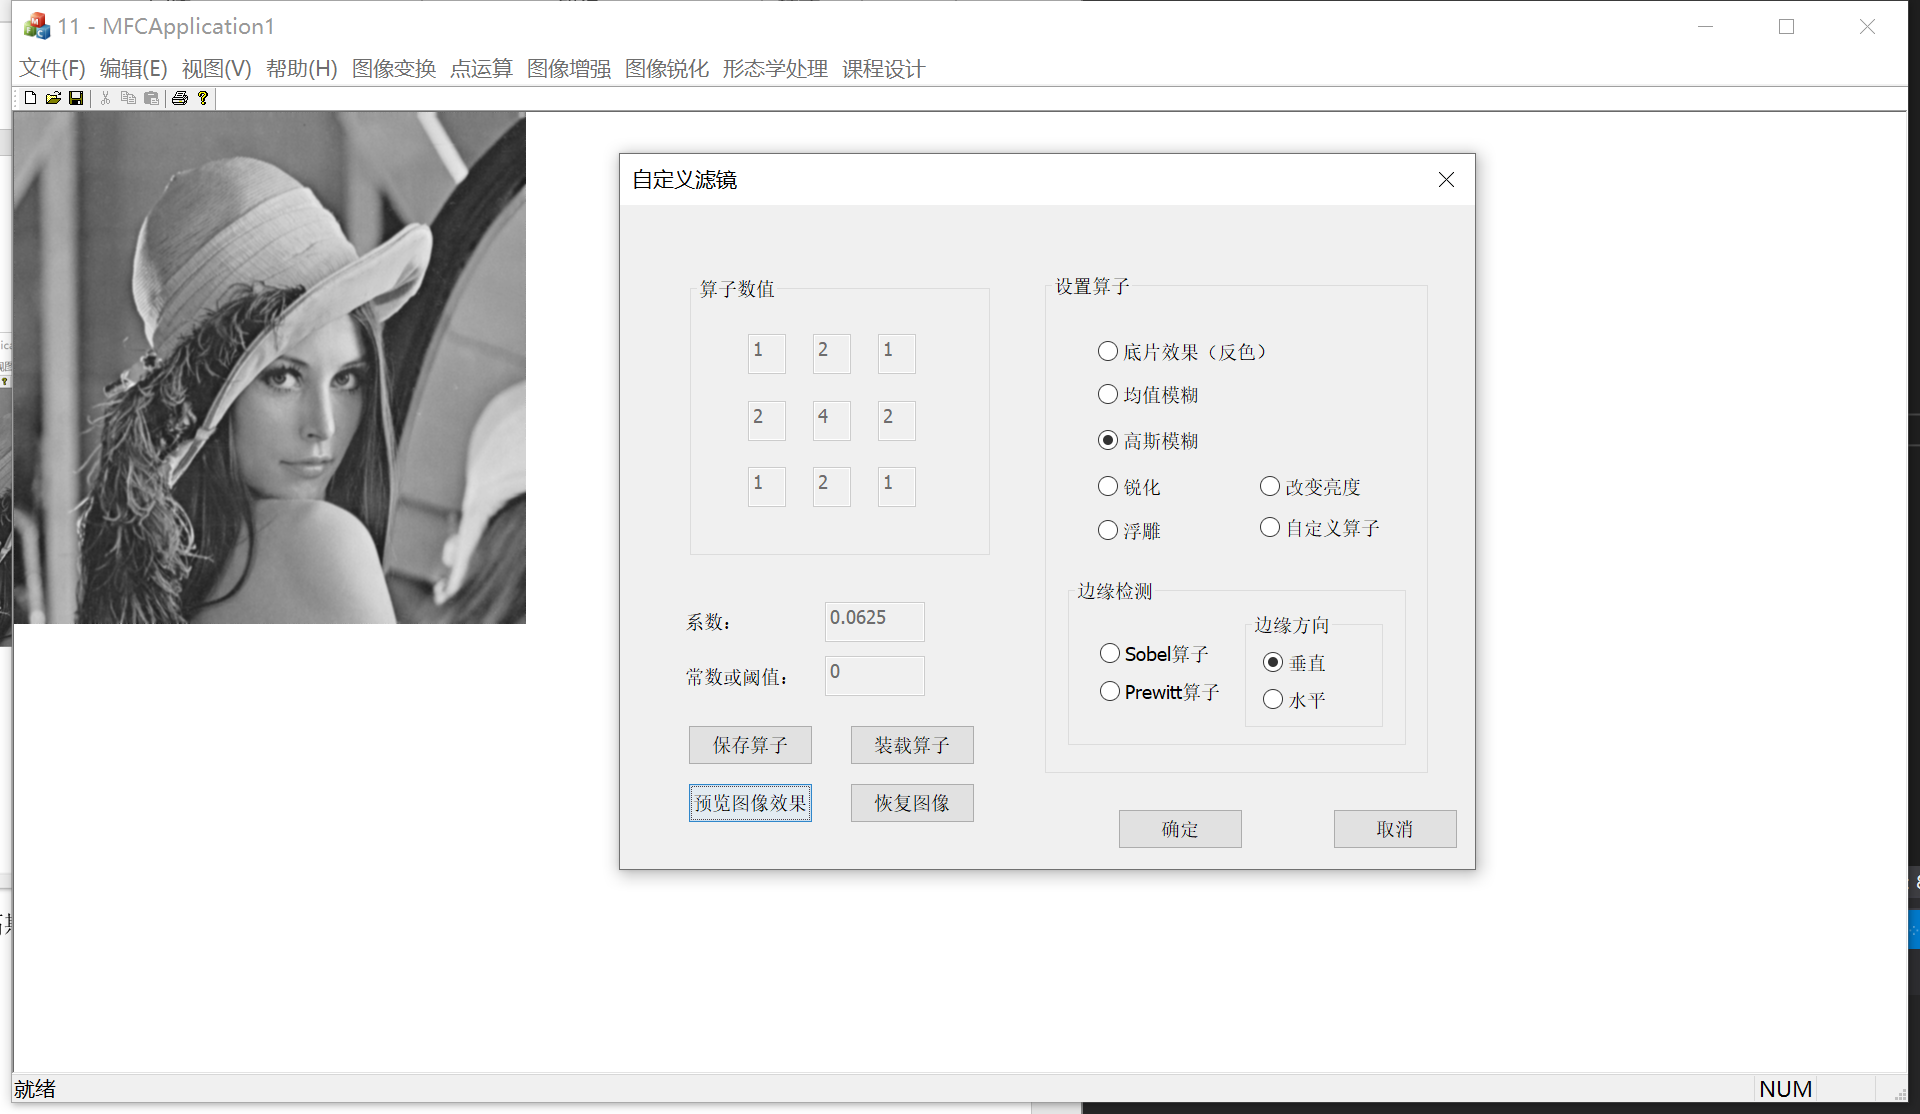 11 - MFCApplication1
文件(F) 编辑(E) 视图(V) 帮助(H) 图像变换 点运算 图像增强 图像锐化 形态学处理 课程设计
自定义滤镜
算子数值
1 2 1
2 4 2
1 2 1
系数：
0.0625
常数或阈值：
0
保存算子
装载算子
预览图像效果
恢复图像
设置算子
底片效果（反色）
均值模糊
高斯模糊
锐化
改变亮度
浮雕
自定义算子
边缘检测
Sobel算子
Prewitt算子
边缘方向
垂直
水平
确定
取消
就绪
NUM